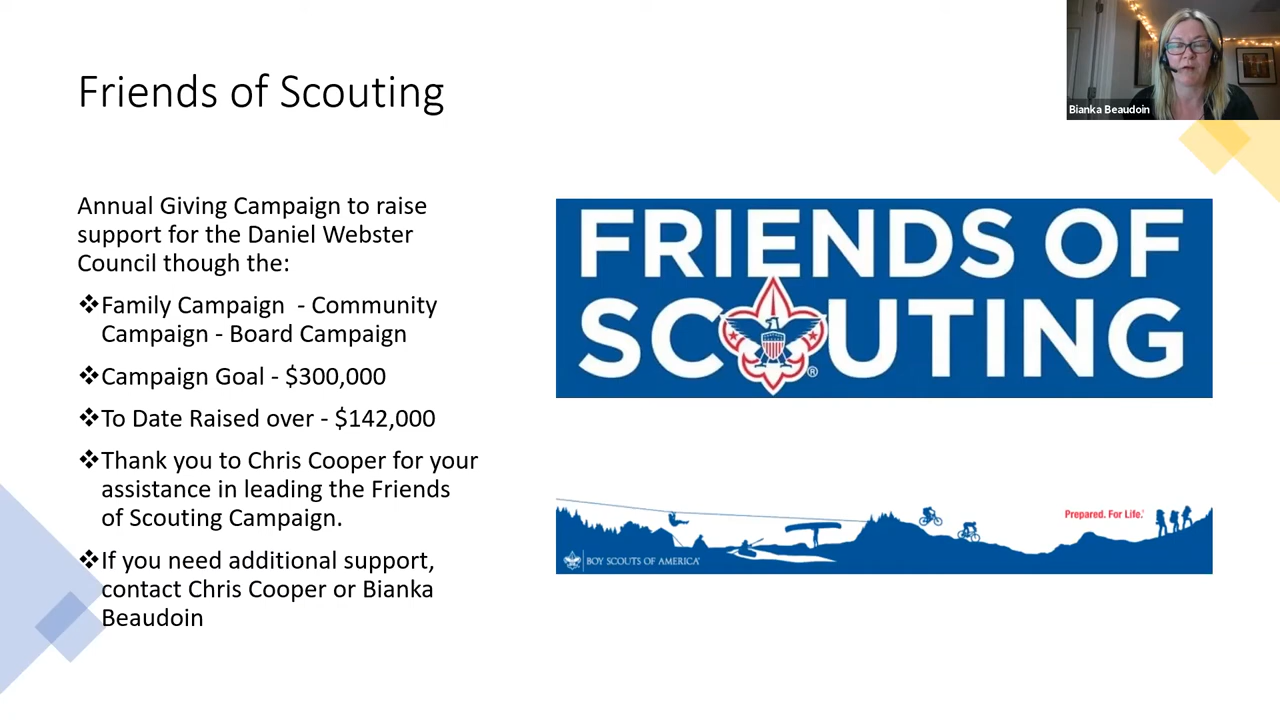 Friends of Scouting
Bianka Beaudoin
Annual Giving Campaign to raise
support for the Daniel Webster
Council though the:
❖Family Campaign  - Community
Campaign - Board Campaign
❖Campaign Goal - $300,000
❖To Date Raised over - $142,000
❖Thank you to Chris Cooper for your
assistance in leading the Friends
of Scouting Campaign.
❖If you need additional support,
contact Chris Cooper or Bianka
Beaudoin
FRIENDS OF
SCOUTING
®
Prepared. For Life.
BOY SCOUTS OF AMERICA